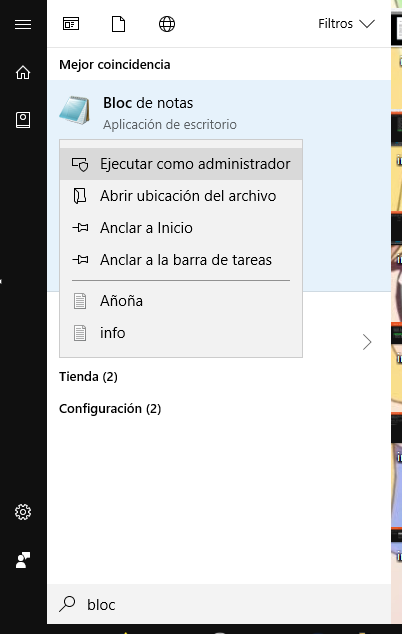 Filtros
Mejor coincidencia
Bloc de notas
Aplicación de escritorio
Ejecutar como administrador
Abrir ubicación del archivo
Anclar a Inicio
Anclar a la barra de tareas
Añoña
info
Tienda (2)
Configuración (2)
bloc